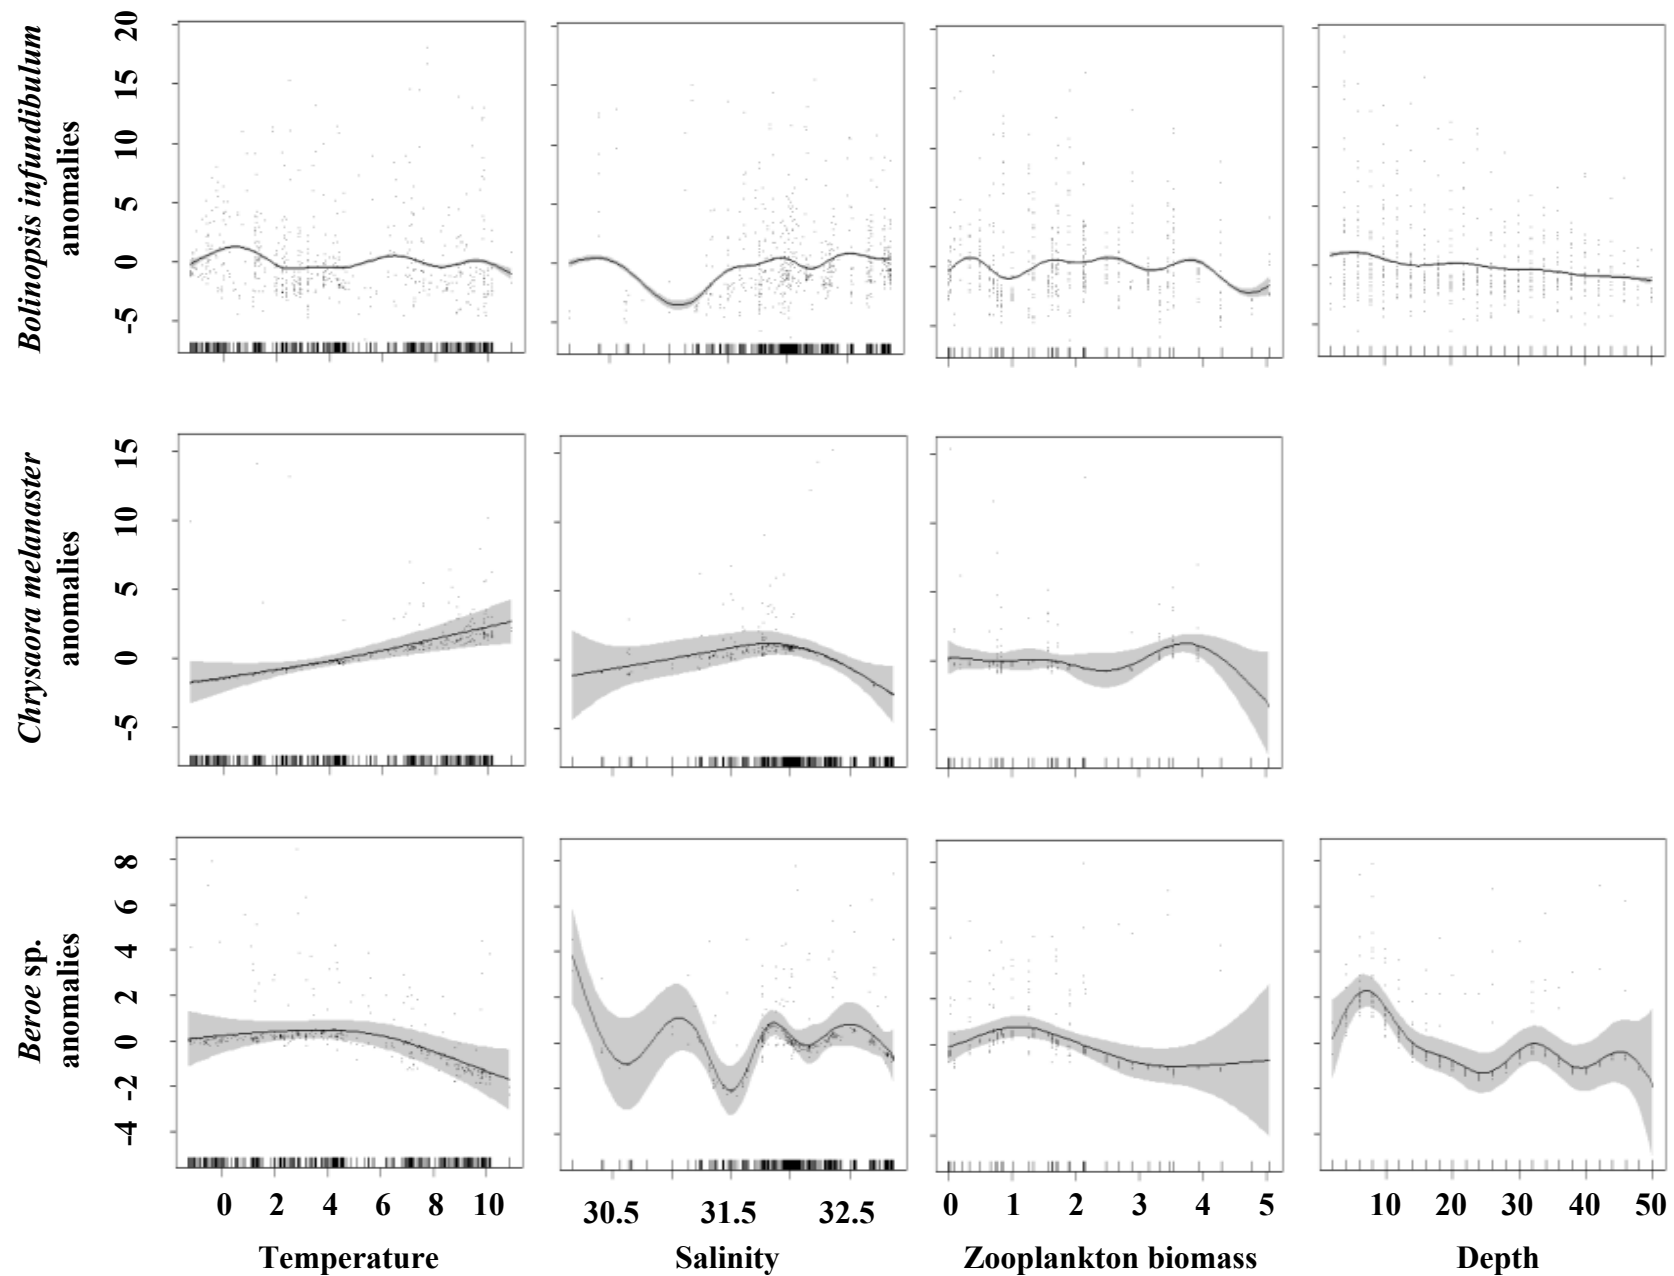 Bolinopsis infundibulum
anomalies
20
15
10
5
0
-5
Chrysaora melanaster
anomalies
15
10
5
0
-5
Beroe sp.
anomalies
8
6
4
2
0
-2
-4
0 2 4 6 8 10
30.5 31.5 32.5
0 1 2 3 4 5
10 20 30 40 50
Temperature
Salinity
Zooplankton biomass
Depth